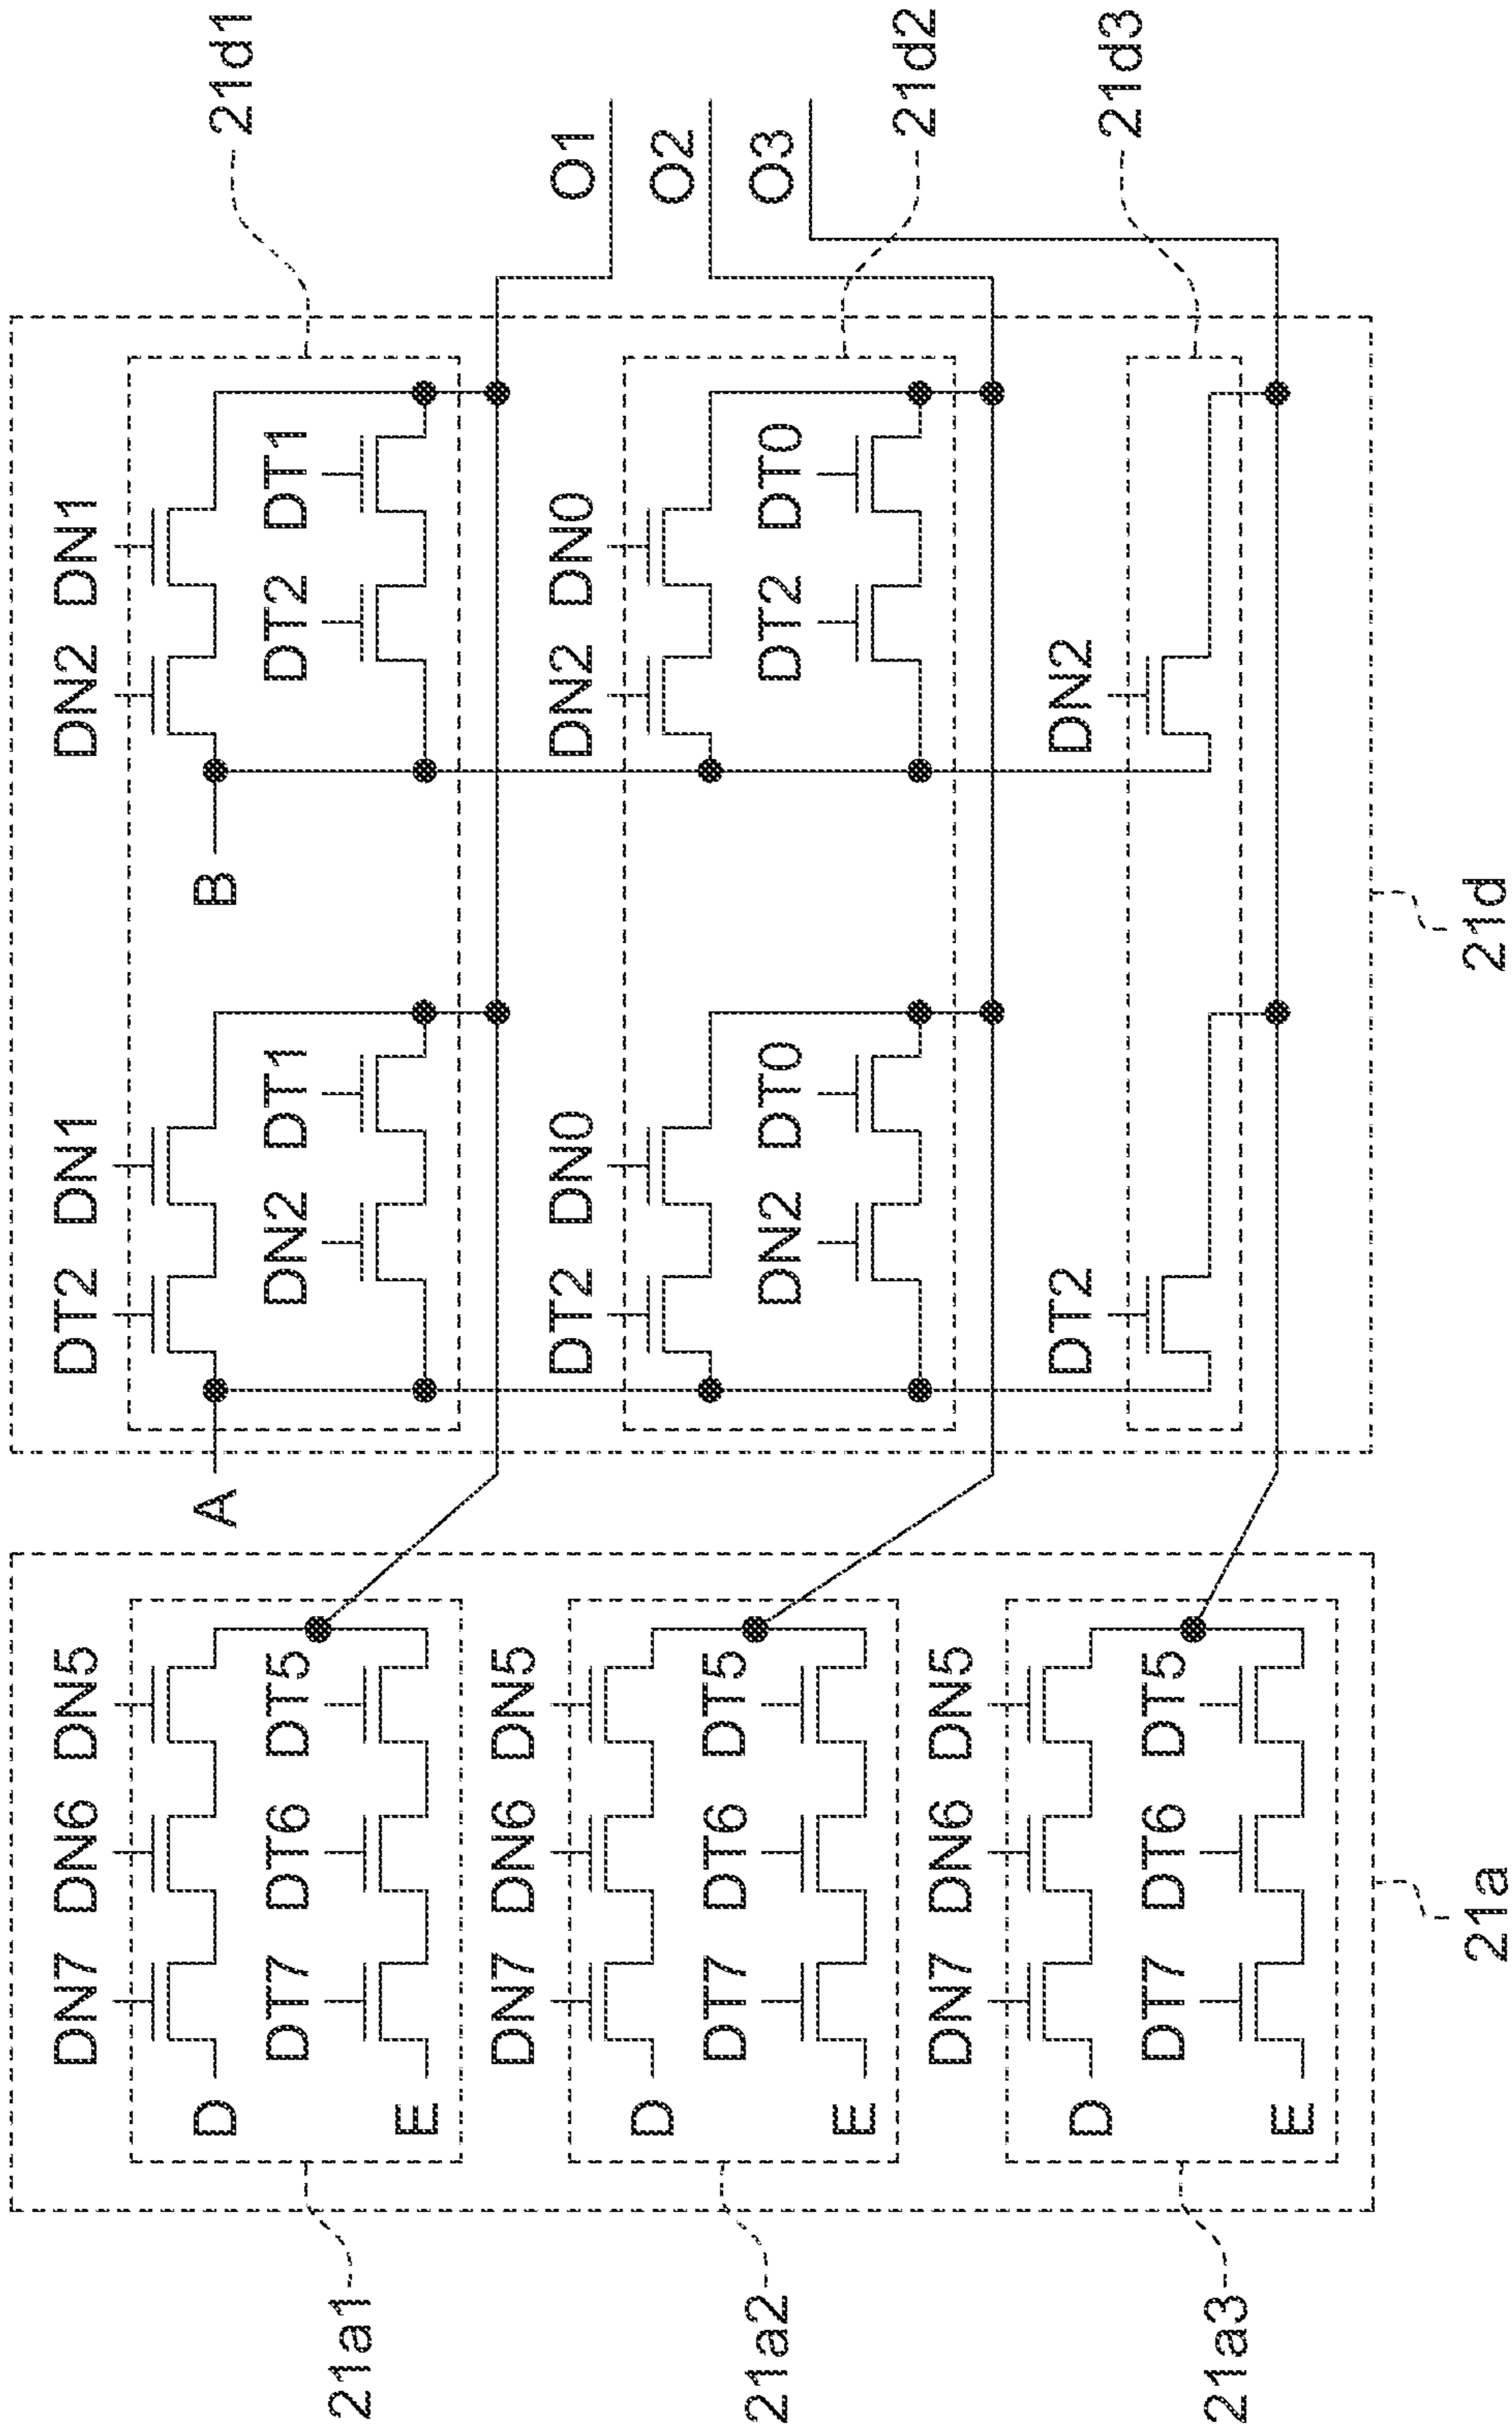 21d1
DT2 DN1
DN2 DN1
DN2 DT1
DT2 DT1
A
B
O1
O2
O3
21d2
DT2 DN0
DN2 DN0
DN2 DT0
DT2 DT0
21d3
DT2
DN2
21d
DN7 DN6 DN5
D
DT7 DT6 DT5
E
21a1
DN7 DN6 DN5
D
DT7 DT6 DT5
E
21a2
DN7 DN6 DN5
D
DT7 DT6 DT5
E
21a3
21a